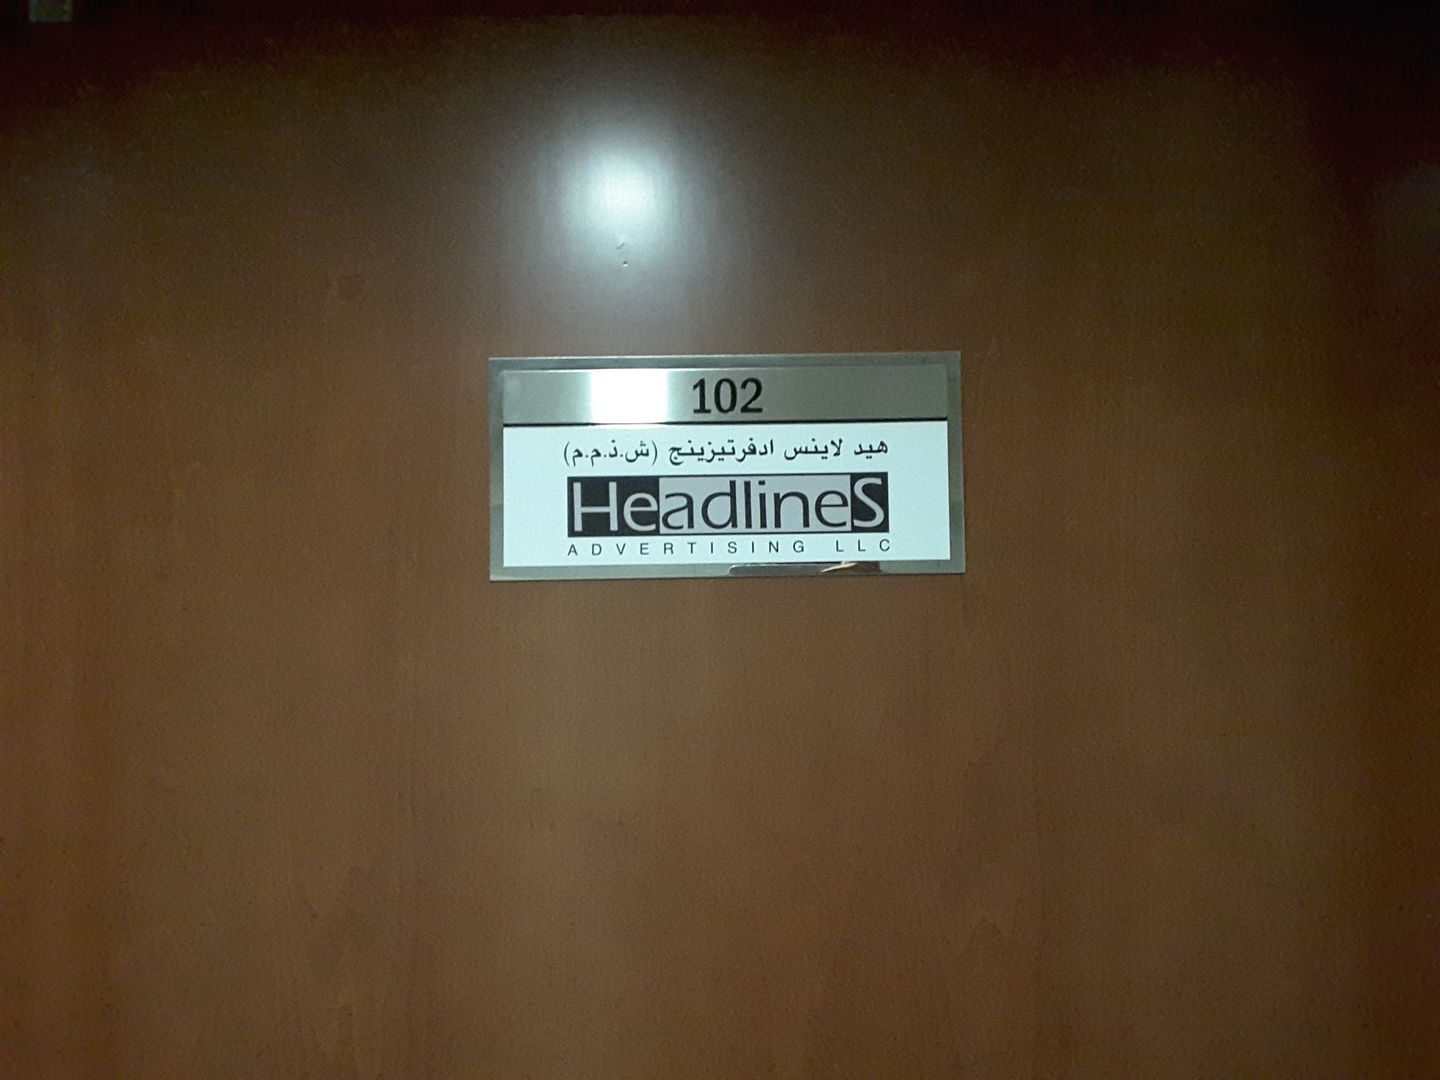 102
هيد لاينس ادفرتيزينج (ش.ذ.م.م)
HeadlineS
ADVERTISING LLC